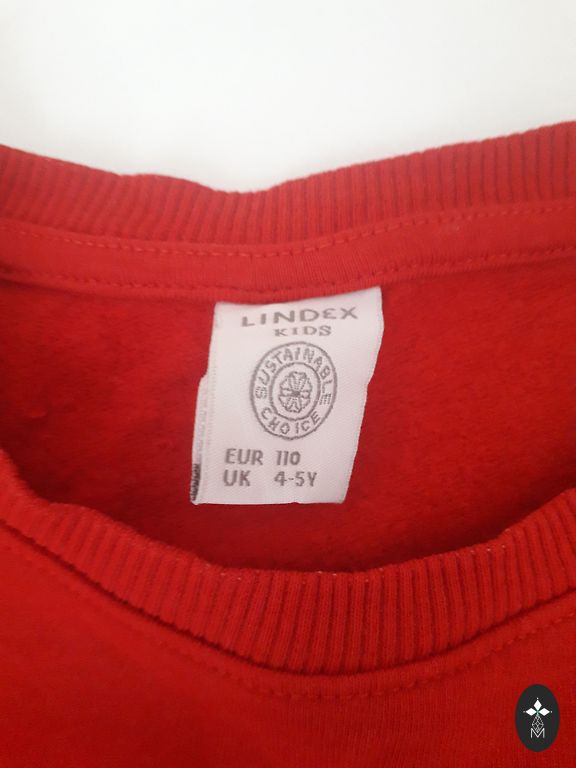 LINDEX
KIDS
SUSTAINABLE
CHOICE
EUR 110
UK 4-5Y
M